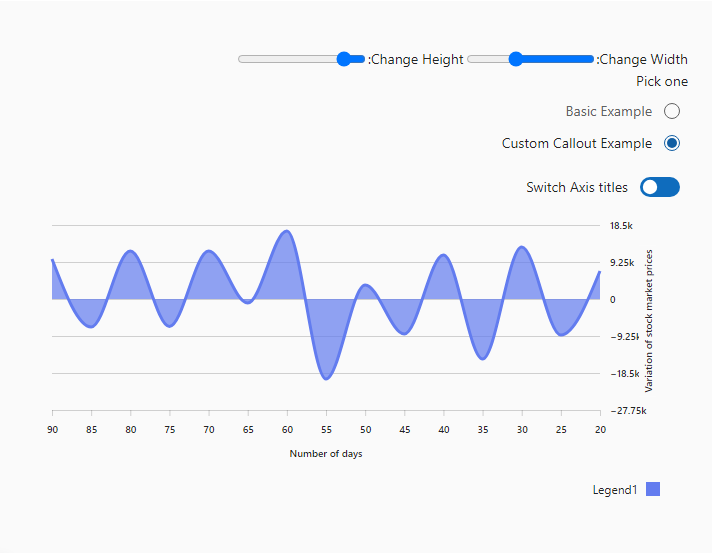 :Change Height :Change Width
Pick one
Basic Example
Custom Callout Example
Switch Axis titles
18.5k
9.25k
0
−9.25k
−18.5k
−27.75k
Variation of stock market prices
90 85 80 75 70 65 60 55 50 45 40 35 30 25 20
Number of days
Legend1